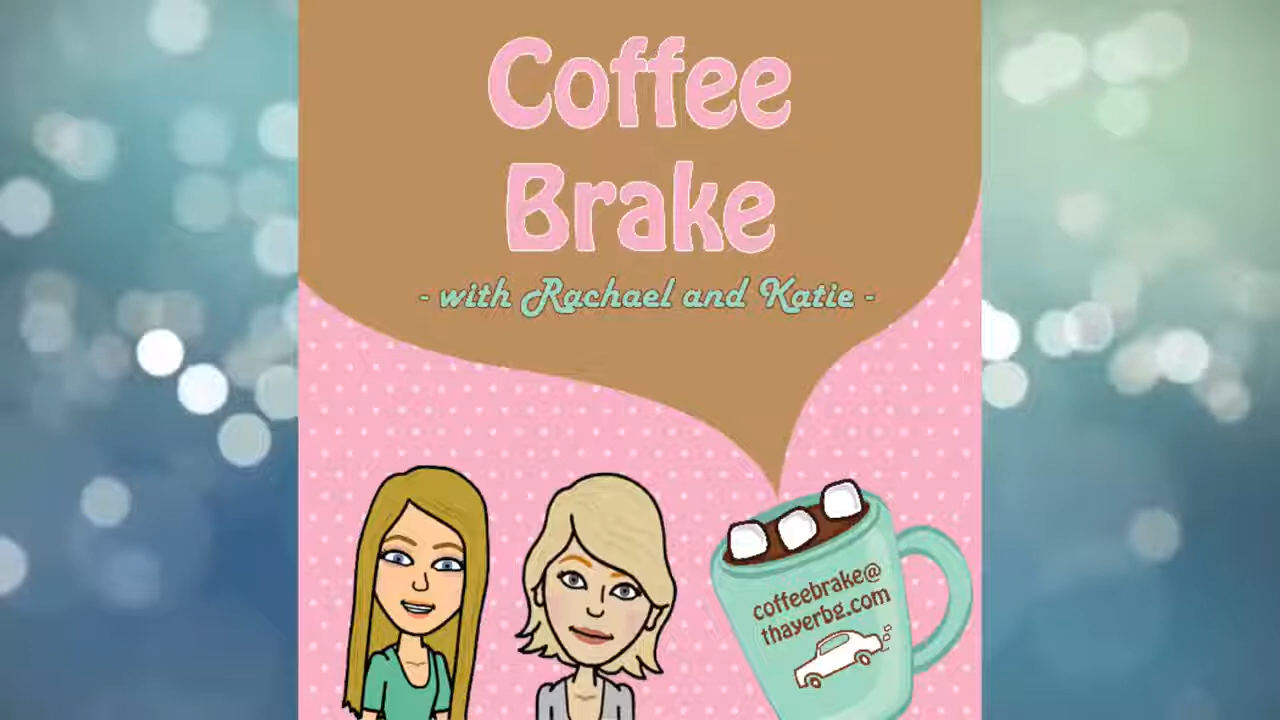 Coffee
Brake
- with Rachael and Katie -
coffeebrake@
thayerbg.com